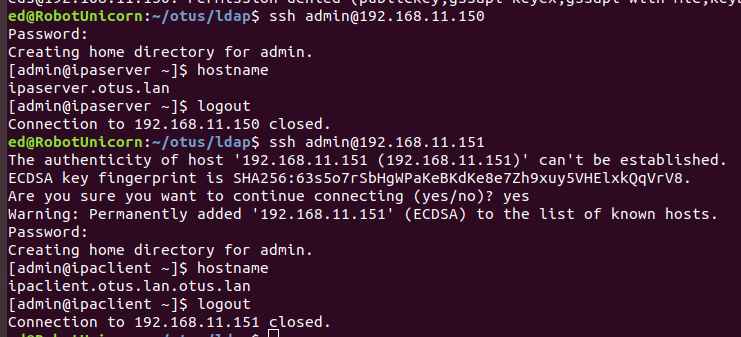 ed@RobotUnicorn:~/otus/ldap$ ssh admin@192.168.11.150
Password:
Creating home directory for admin.
[admin@ipaserver ~]$ hostname
ipaserver.otus.lan
[admin@ipaserver ~]$ logout
Connection to 192.168.11.150 closed.
ed@RobotUnicorn:~/otus/ldap$ ssh admin@192.168.11.151
The authenticity of host '192.168.11.151 (192.168.11.151)' can't be established.
ECDSA key fingerprint is SHA256:63s5o7rSbHgWPaKeBKdKe8e7Zh9xuy5VHElxkQqVrV8.
Are you sure you want to continue connecting (yes/no)? yes
Warning: Permanently added '192.168.11.151' (ECDSA) to the list of known hosts.
Password:
Creating home directory for admin.
[admin@ipaclient ~]$ hostname
ipaclient.otus.lan.otus.lan
[admin@ipaclient ~]$ logout
Connection to 192.168.11.151 closed.
ed@RobotUnicorn:~/otus/ldap$